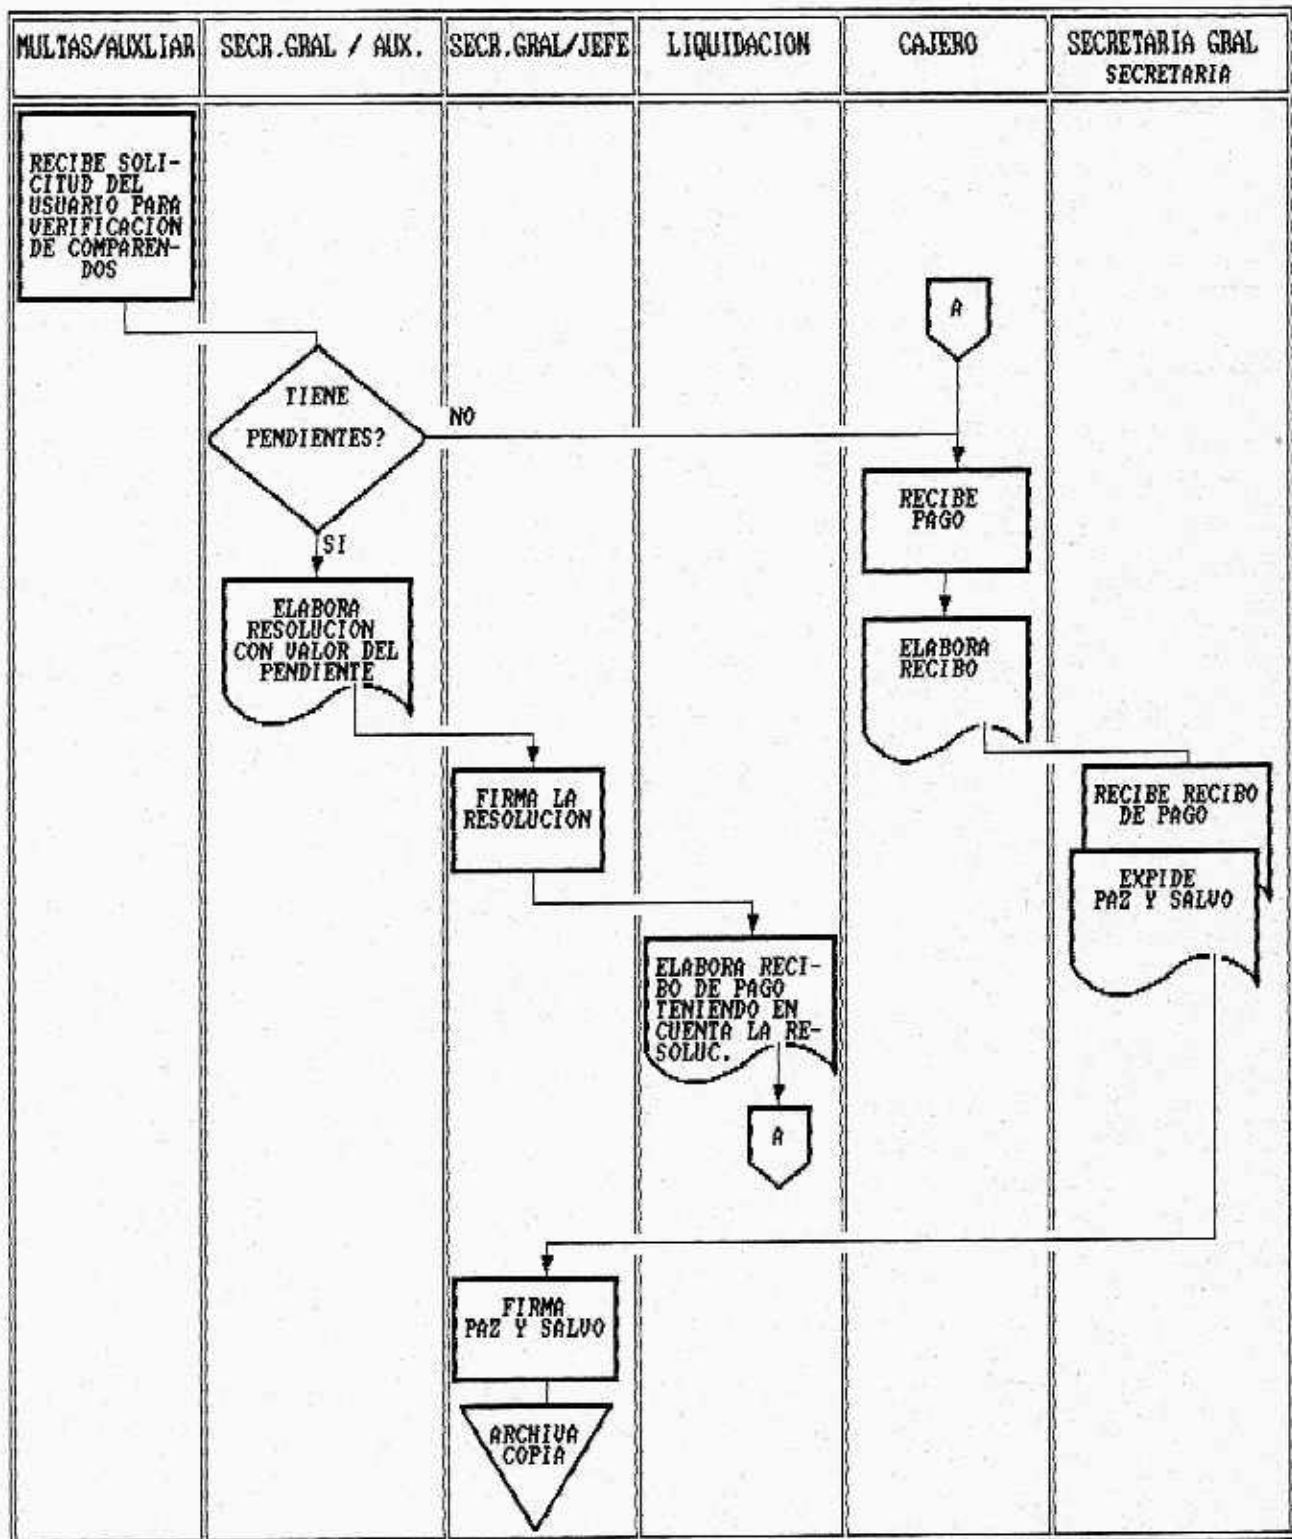 MULTAS/AUXLIAR
SECR.GRAL / AUX.
SECR.GRAL/JEFE
LIQUIDACION
CAJERO
SECRETARIA GRAL
SECRETARIA
RECIBE SOLI-
CITUD DEL
USUARIO PARA
VERIFICACION
DE COMPAREN-
DOS
A
TIENE
PENDIENTES?
NO
SI
RECIBE
PAGO
ELABORA
RESOLUCION
CON VALOR DEL
PENDIENTE
ELABORA
RECIBO
FIRMA LA
RESOLUCION
RECIBE RECIBO
DE PAGO
EXPIDE
PAZ Y SALVO
ELABORA RECI-
BO DE PAGO
TENIENDO EN
CUENTA LA RE-
SOLUC.
A
FIRMA
PAZ Y SALVO
ARCHIVA
COPIA